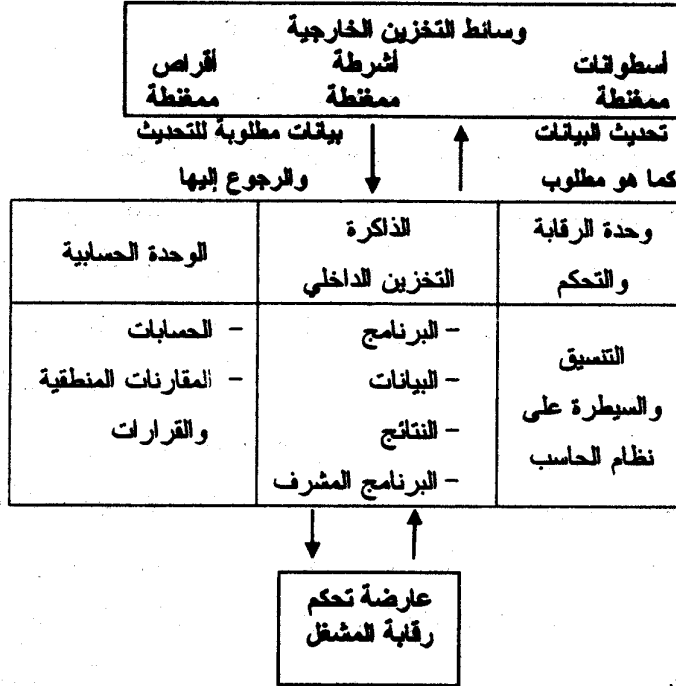 وسائط التخزين الخارجية
أسطوانات أشرطة أقراص
ممغنطة ممغنطة ممغنطة
تحديث البيانات بيانات مطلوبة للتحديث
كما هو مطلوب والرجوع إليها
وحدة الرقابة
والتحكم
الذاكرة
التخزين الداخلي
الوحدة الحسابية
التنسيق
والسيطرة على
نظام الحاسب
- البرنامج
- البيانات
- النتائج
- البرنامج المشرف
- الحسابات
- المقارنات المنطقية
والقرارات
عارضة تحكم
رقابة المشغل